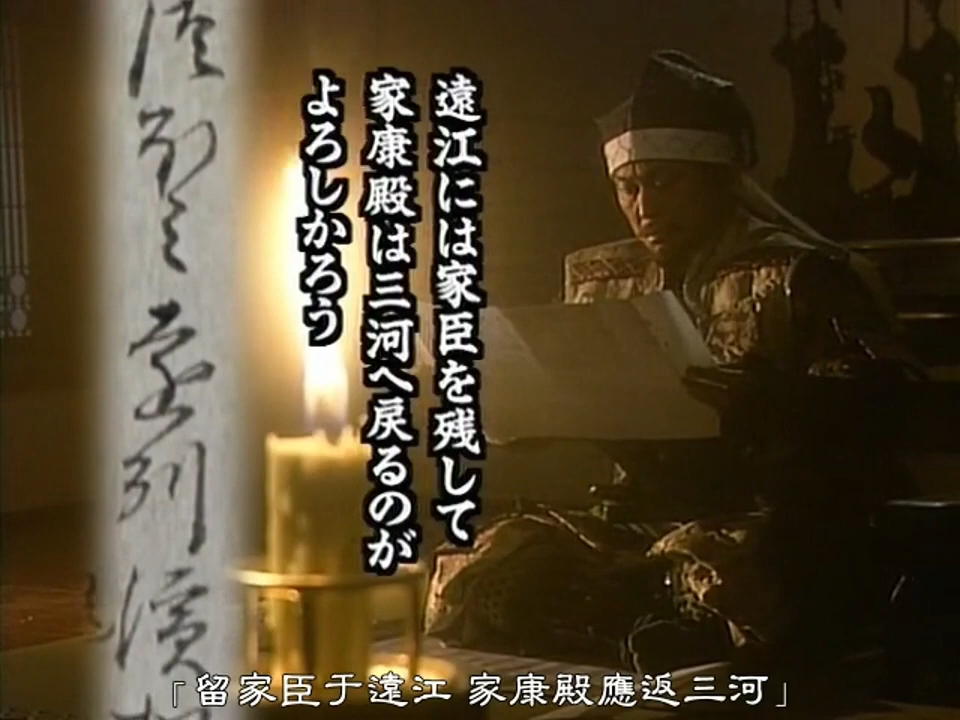 遠江には家臣を残して
家康殿は三河へ戻るのが
よろしかろう
「留家臣于遠江 家康殿應返三河」